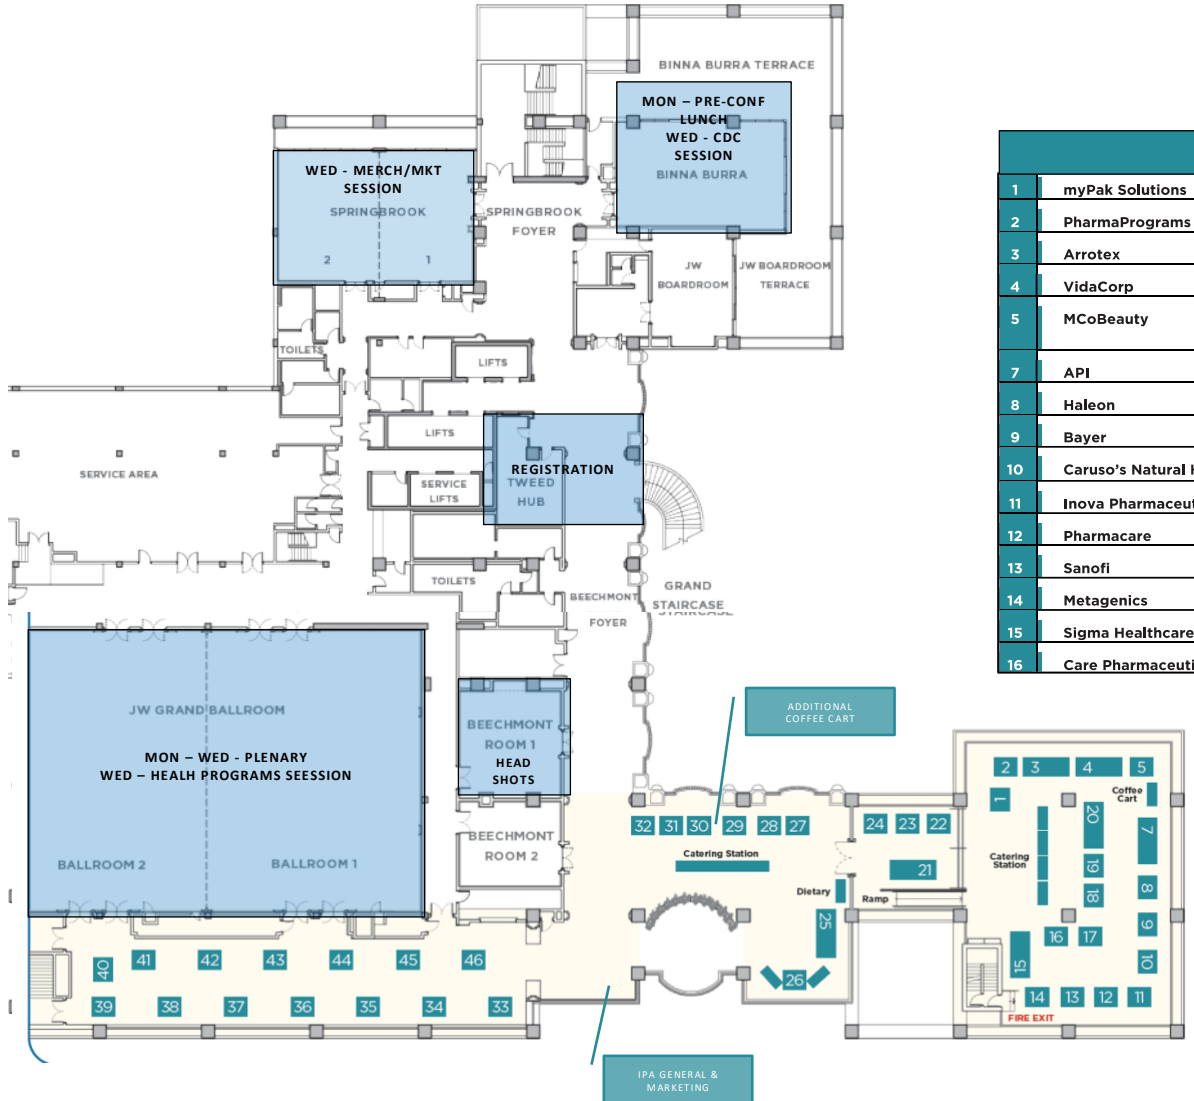 BINNA BURRA TERRACE
MON – PRE-CONF
LUNCH
WED - CDC
SESSION
BINNA BURRA
WED - MERCH/MKT
SESSION
SPRINGBROOK
2
1
SPRINGBROOK
FOYER
JW
BOARDROOM
JW BOARDROOM
TERRACE
TOILETS
LIFTS
LIFTS
SERVICE AREA
SERVICE
LIFTS
REGISTRATION
TWEED
HUB
TOILETS
BEECHMONT
FOYER
GRAND
STAIRCASE
STAIRCASE
1 myPak Solutions
2 PharmaPrograms
3 Arrotex
4 VidaCorp
5 MCoBeauty
7 API
8 Haleon
9 Bayer
10 Caruso's Natural H
11 Inova Pharmaceut
12 Pharmacare
13 Sanofi
14 Metagenics
15 Sigma Healthcare
16 Care Pharmaceuti
JW GRAND BALLROOM
MON – WED - PLENARY
WED – HEALH PROGRAMS SEESSION
BALLROOM 2
BALLROOM 1
BEECHMONT
ROOM 1
HEAD
SHOTS
BEECHMONT
ROOM 2
ADDITIONAL
COFFEE CART
32 31 30 29 28 27
Catering Station
Dietary
25
26
24 23 22
21
Ramp
2 3 4 5
Coffee
Cart
1
20
7
Catering
Station
19
18
8
9
10
16 17
15
14 13 12 11
FIRE EXIT
40 41 42 43 44 45 46
39 38 37 36 35 34 33
IPA GENERAL &
MARKETING